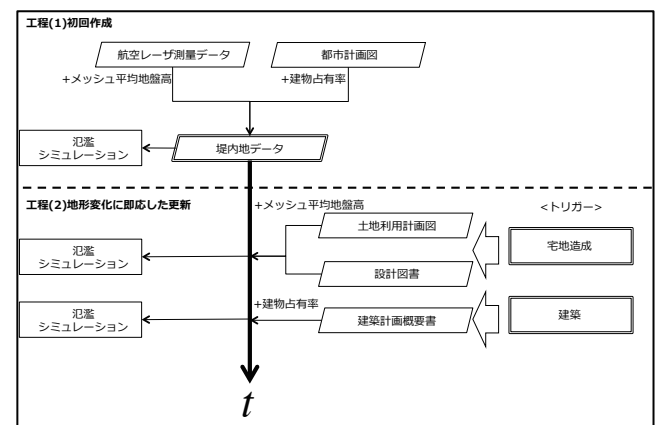 工程(1)初回作成
航空レーザ測量データ
都市計画図
+メッシュ平均地盤高
+建物占有率
氾濫
シミュレーション
堤内地データ
工程(2)地形変化に即応した更新
+メッシュ平均地盤高
<トリガー>
土地利用計画図
宅地造成
氾濫
シミュレーション
設計図書
+建物占有率
氾濫
シミュレーション
建築計画概要書
建築
t